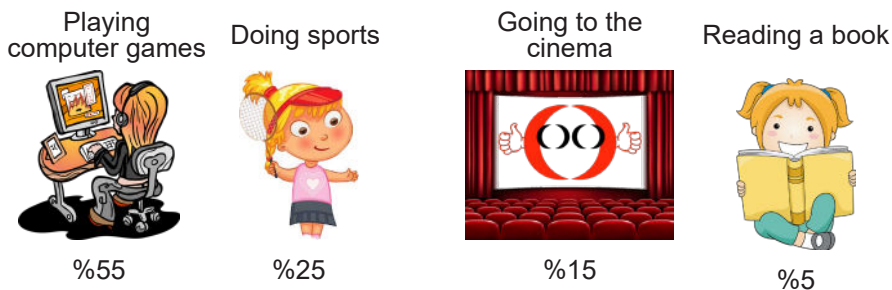 Playing
computer games
Doing sports
Going to the
cinema
Reading a book
%55
%25
%15
%5